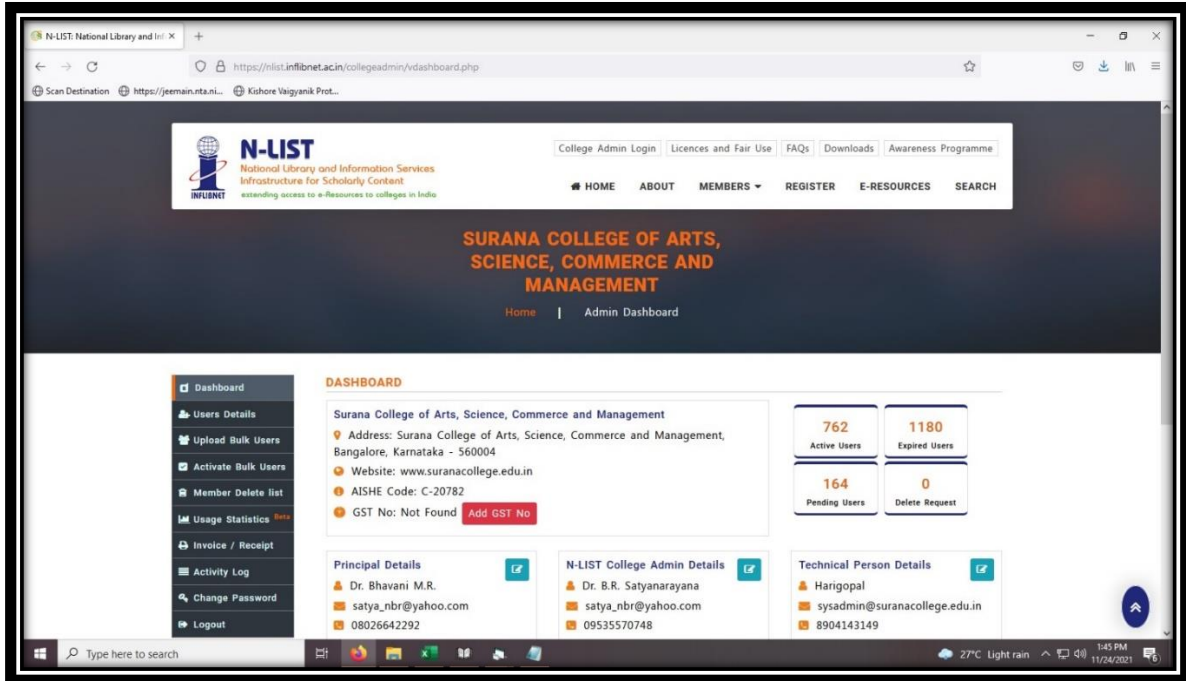 N-LIST: National Library and Inf
https://nlist.inflibnet.ac.in/collegeadmin/vdashboard.php
Scan Destination https://jeemain.nta.ni... Kishore Vaigyanik Prot...
INFLIBNET
N-LIST
National Library and Information Services
Infrastructure for Scholarly Content
extending access to e-Resources to colleges in India
College Admin Login Licences and Fair Use FAQs Downloads Awareness Programme
HOME ABOUT MEMBERS REGISTER E-RESOURCES SEARCH
SURANA COLLEGE OF ARTS,
SCIENCE, COMMERCE AND
MANAGEMENT
Home | Admin Dashboard
Dashboard
Users Details
Upload Bulk Users
Activate Bulk Users
Member Delete list
Usage Statistics Beta
Invoice / Receipt
Activity Log
Change Password
Logout
DASHBOARD
Surana College of Arts, Science, Commerce and Management
Address: Surana College of Arts, Science, Commerce and Management,
Bangalore, Karnataka - 560004
Website: www.suranacollege.edu.in
AISHE Code: C-20782
GST No: Not Found Add GST No
762
Active Users
1180
Expired Users
164
Pending Users
0
Delete Request
Principal Details
Dr. Bhavani M.R.
satya_nbr@yahoo.com
08026642292
N-LIST College Admin Details
Dr. B.R. Satyanarayana
satya_nbr@yahoo.com
09535570748
Technical Person Details
Harigopal
sysadmin@suranacollege.edu.in
8904143149
Type here to search
27°C Light rain
1:45 PM
11/24/2021